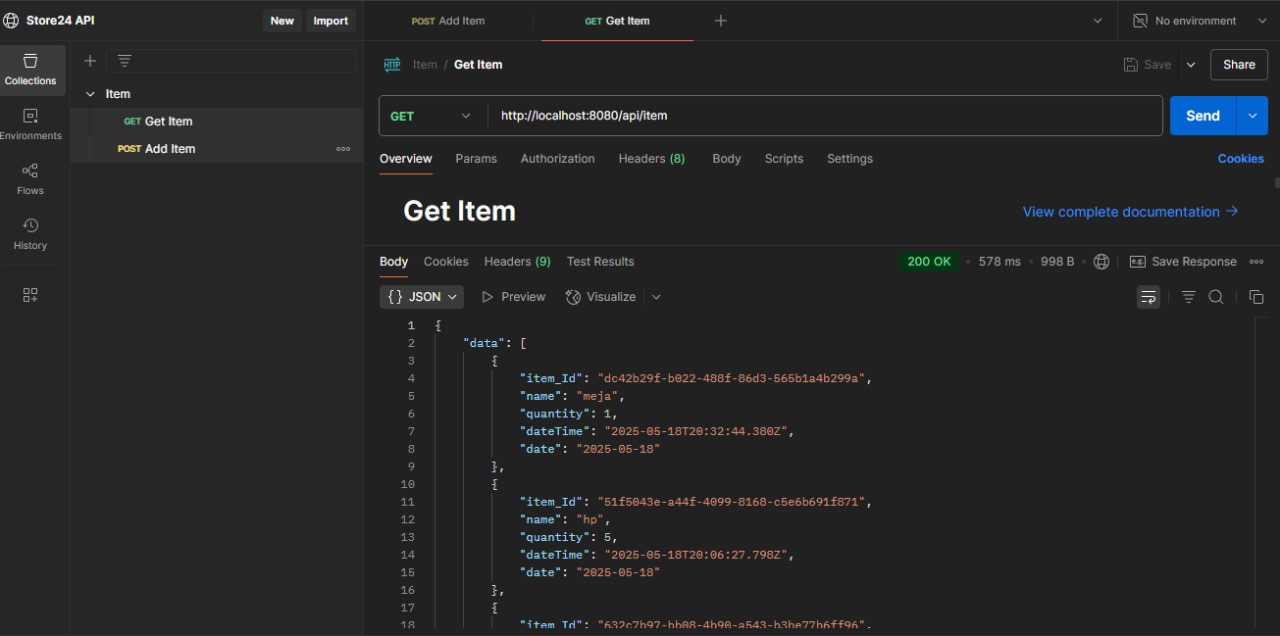 Store24 API
New
Import
POST Add Item
GET Get Item
No environment
Collections
Environments
Flows
History
Item
GET Get Item
POST Add Item
Item / Get Item
Save
Share
GET
http://localhost:8080/api/item
Send
Overview
Params
Authorization
Headers (8)
Body
Scripts
Settings
Cookies
Get Item
View complete documentation →
Body
Cookies
Headers (9)
Test Results
200 OK
578 ms
998 B
Save Response
{} JSON
Preview
Visualize
1 {
2 "data": [
3 {
4 "item_Id": "dc42b29f-b022-488f-86d3-565b1a4b299a",
5 "name": "meja",
6 "quantity": 1,
7 "dateTime": "2025-05-18T20:32:44.380Z",
8 "date": "2025-05-18"
9 },
10 {
11 "item_Id": "51f5043e-a44f-4099-8168-c5e6b691f871",
12 "name": "hp",
13 "quantity": 5,
14 "dateTime": "2025-05-18T20:06:27.798Z",
15 "date": "2025-05-18"
16 },
17 {
18 "item_Id": "632c7b97-bb08-4b90-a543-b3be77b6ff96",